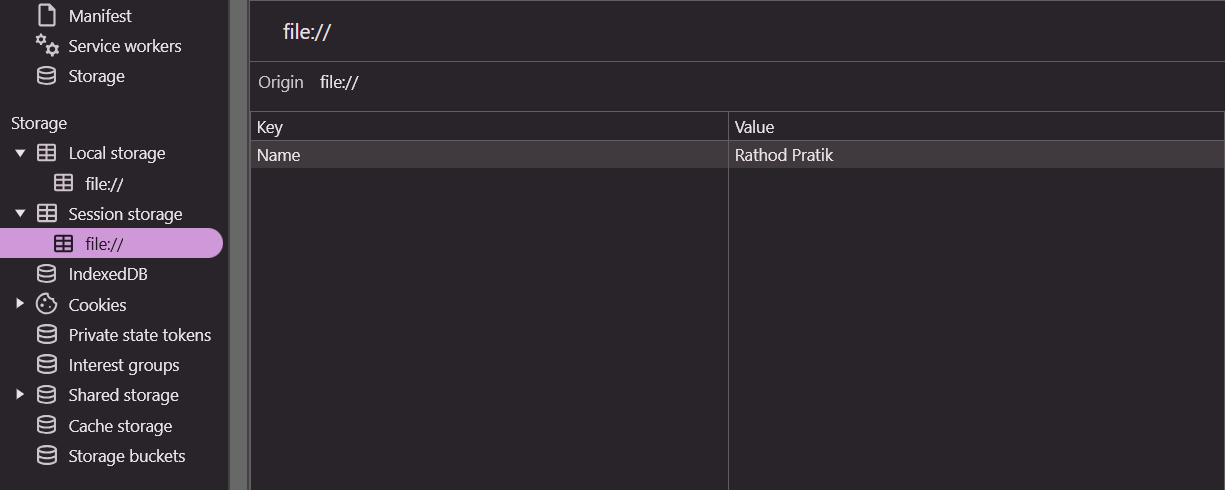 Manifest
Service workers
Storage
Storage
Local storage
file://
Session storage
file://
IndexedDB
Cookies
Private state tokens
Interest groups
Shared storage
Cache storage
Storage buckets
file://
Origin file://
Key Value
Name Rathod Pratik